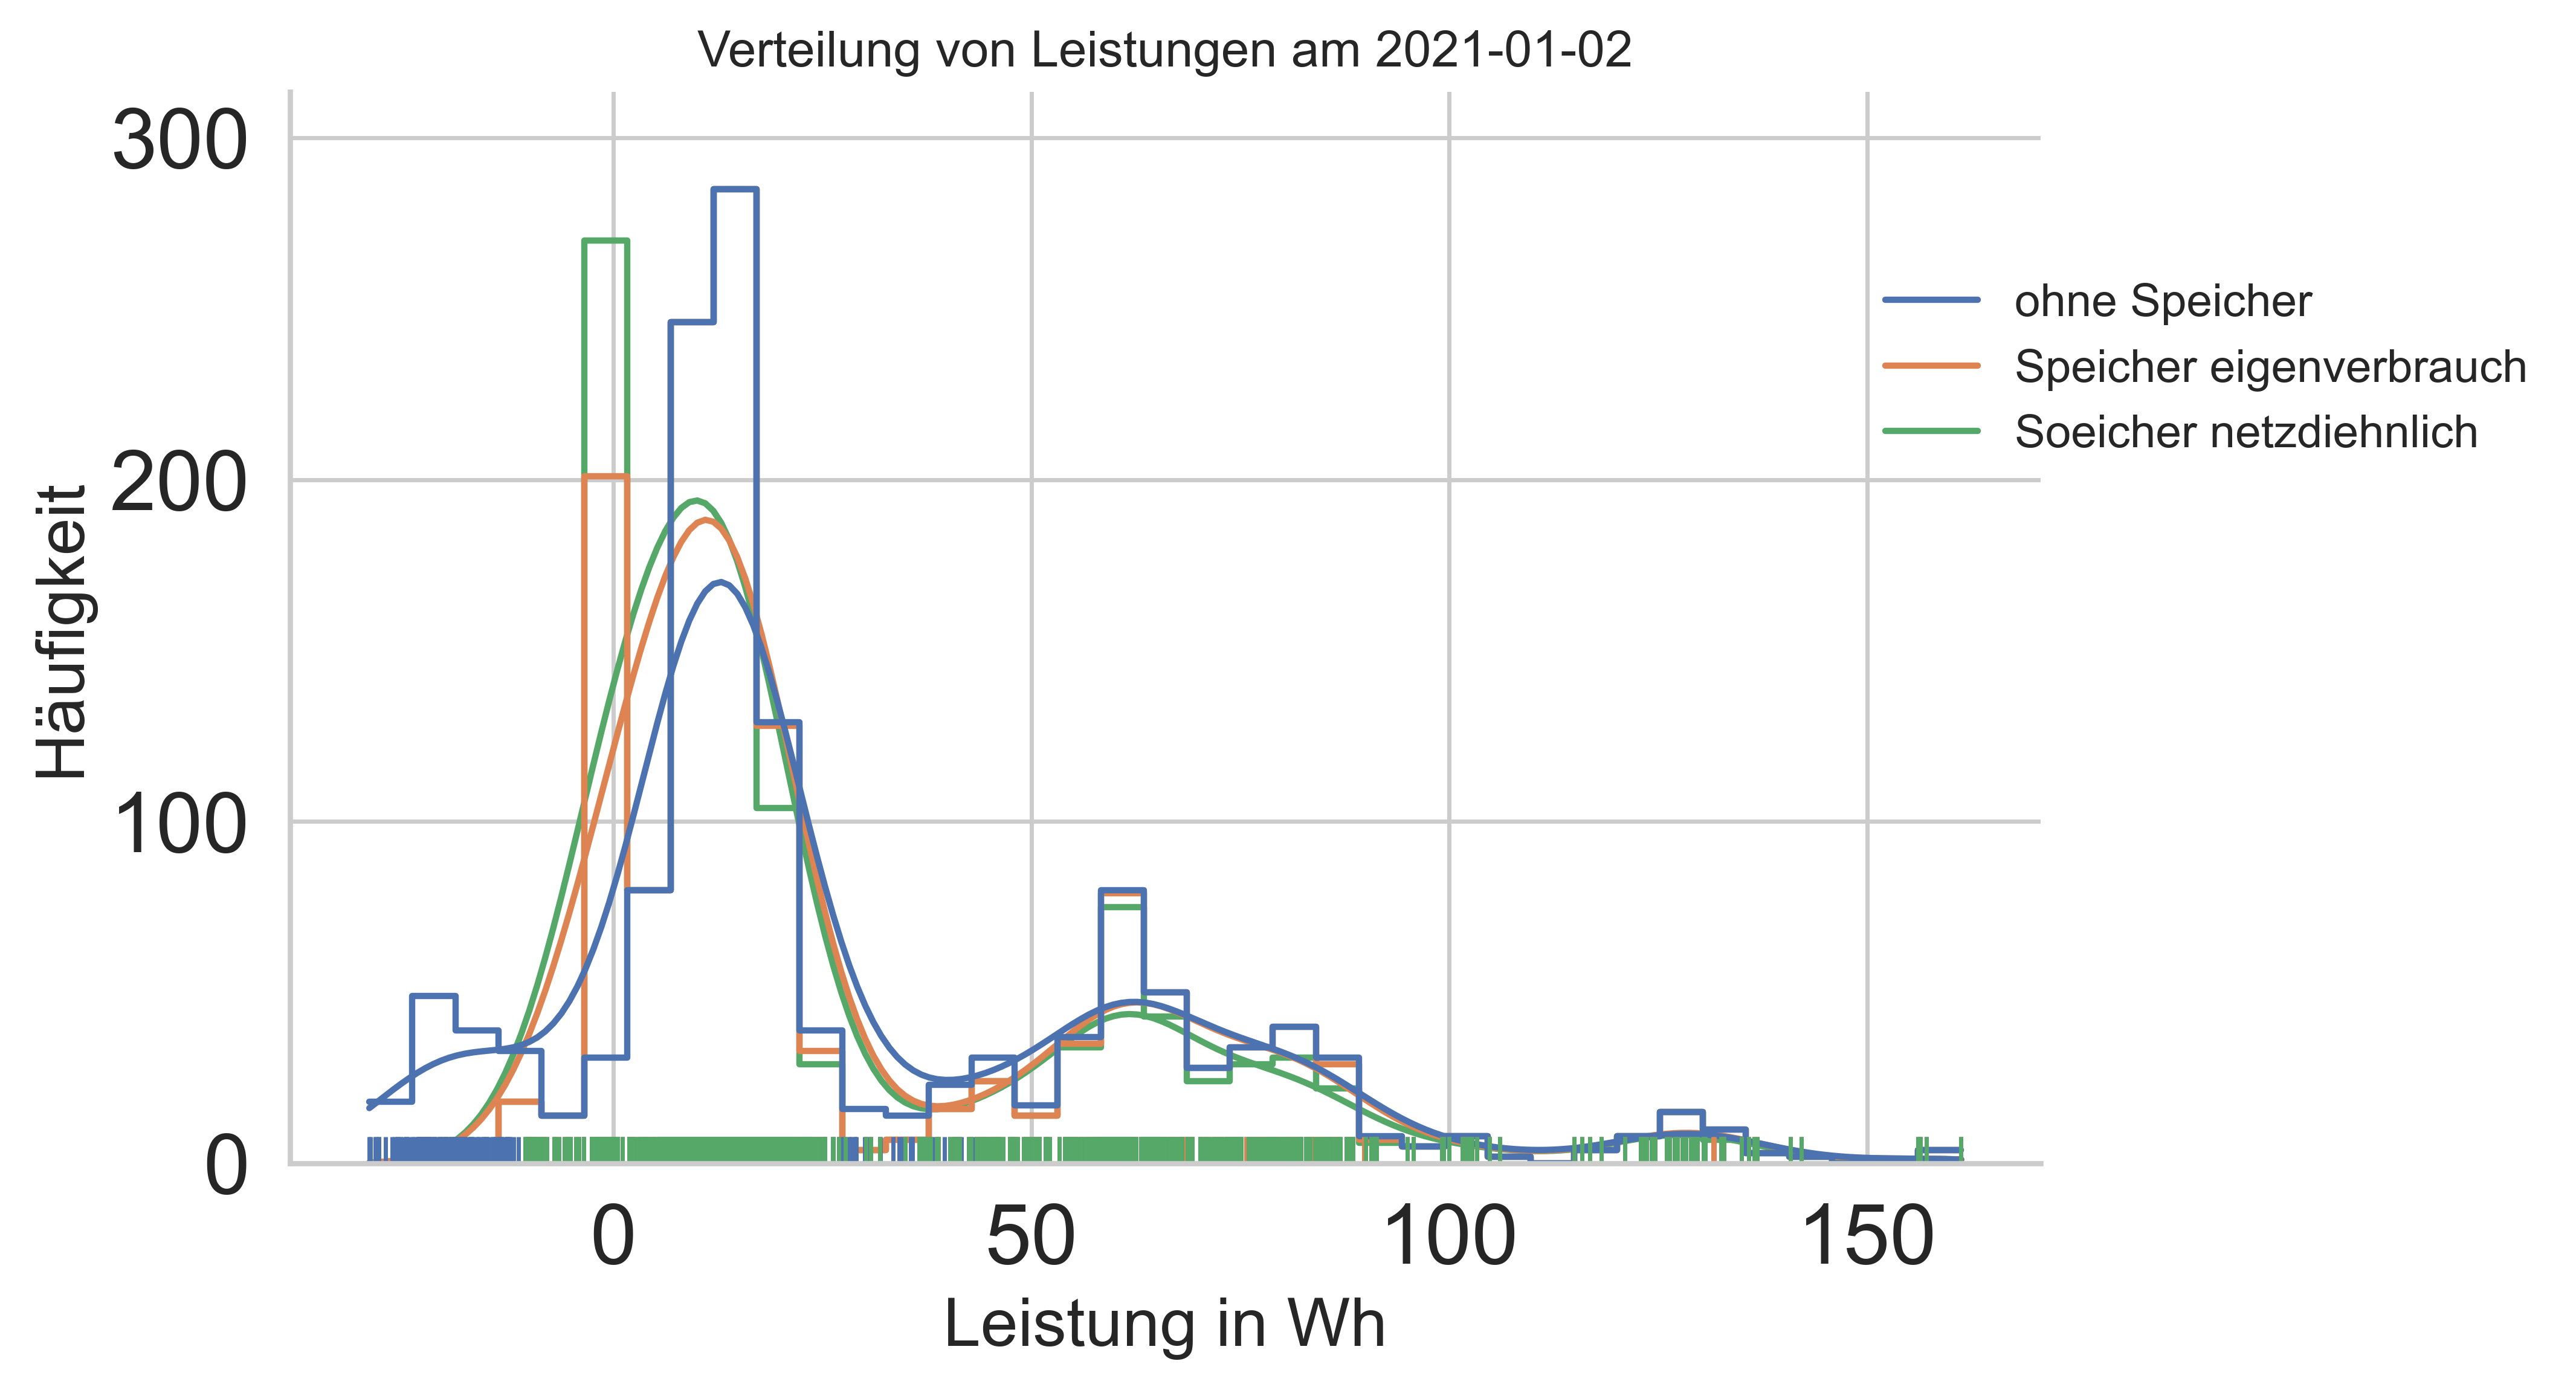 Verteilung von Leistungen am 2021-01-02
300
200
100
0
Häufigkeit
0 50 100 150
Leistung in Wh
ohne Speicher
Speicher eigenverbrauch
Soeicher netzdiehnlich